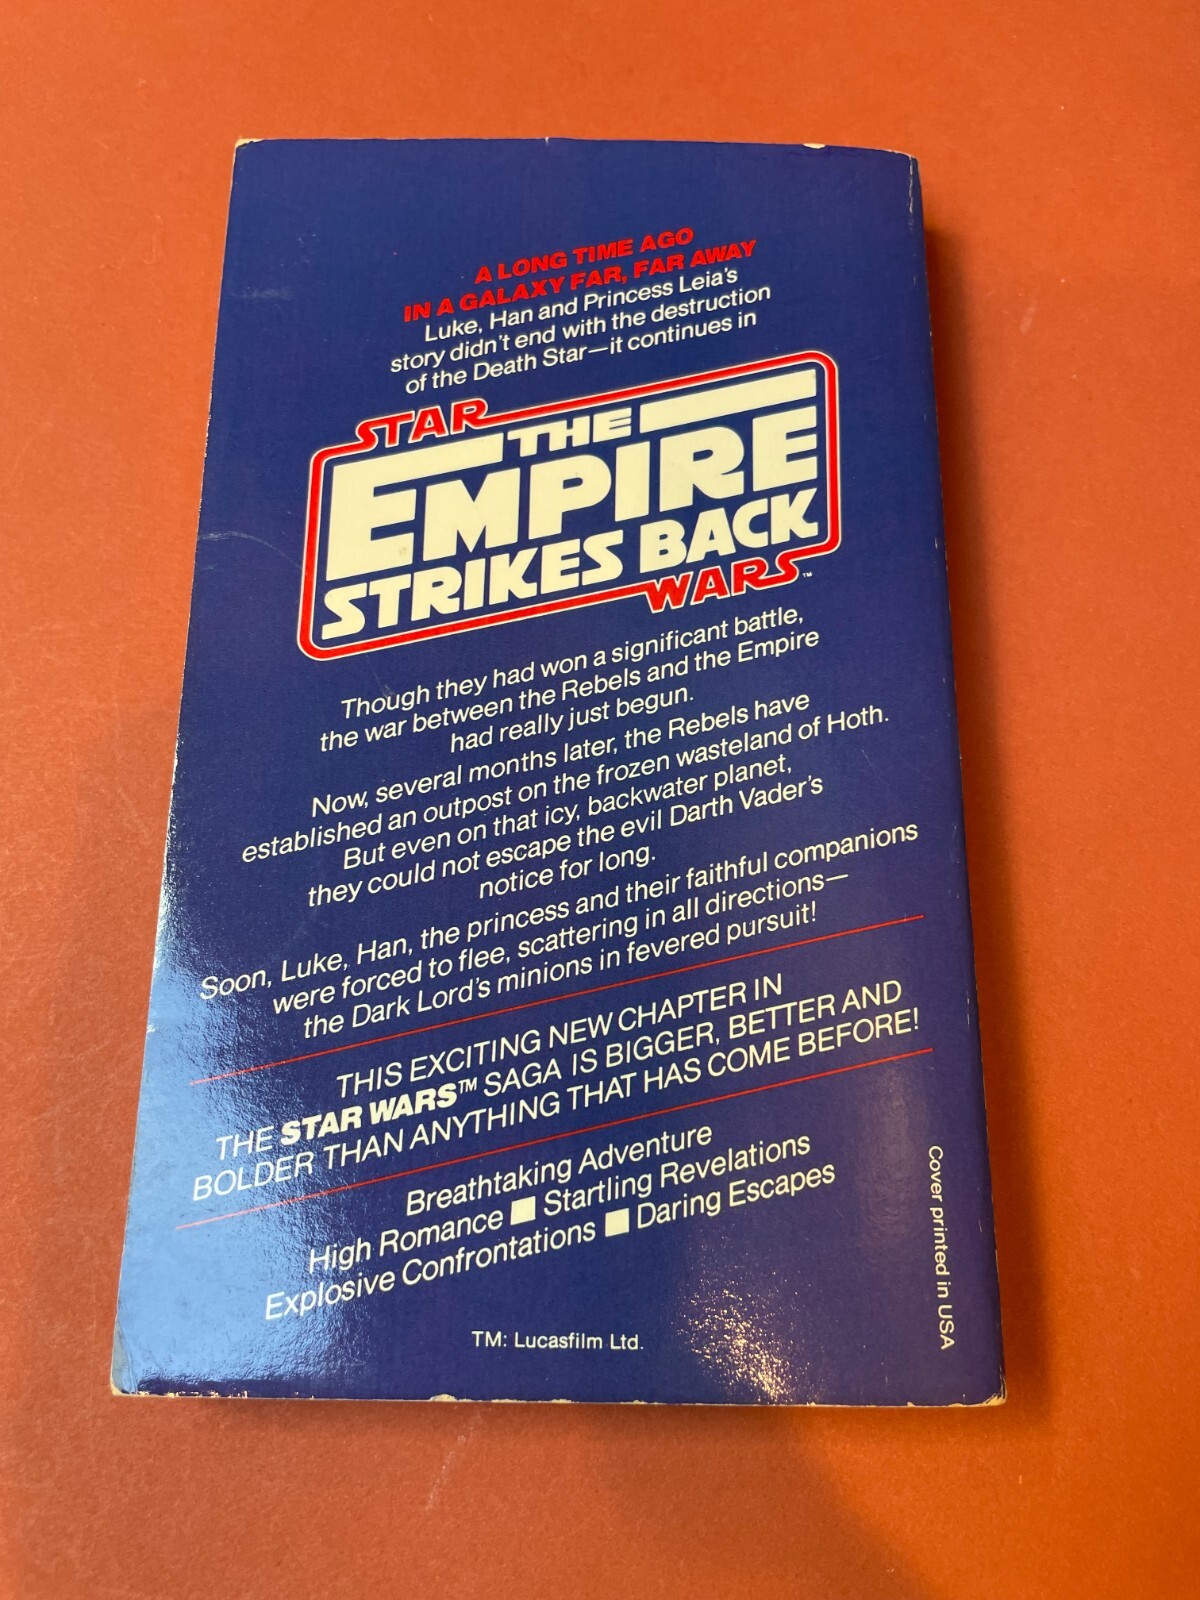 A LONG TIME AGO
IN A GALAXY FAR, FAR AWAY
Luke, Han and Princess Leia's
story didn't end with the destruction
of the Death Star—it continues in
STAR
THE
EMPIRE
STRIKES BACK
WARS™
Though they had won a significant battle,
the war between the Rebels and the Empire
had really just begun.
Now, several months later, the Rebels have
established an outpost on the frozen wasteland of Hoth.
But even on that icy, backwater planet,
they could not escape the evil Darth Vader's
notice for long.
Soon, Luke, Han, the princess and their faithful companions
were forced to flee, scattering in all directions—
the Dark Lord's minions in fevered pursuit!
THIS EXCITING NEW CHAPTER IN
THE STAR WARS™ SAGA IS BIGGER, BETTER AND
BOLDER THAN ANYTHING THAT HAS COME BEFORE!
Breathtaking Adventure
High Romance ■ Startling Revelations
Explosive Confrontations ■ Daring Escapes
TM: Lucasfilm Ltd.
Cover printed in USA